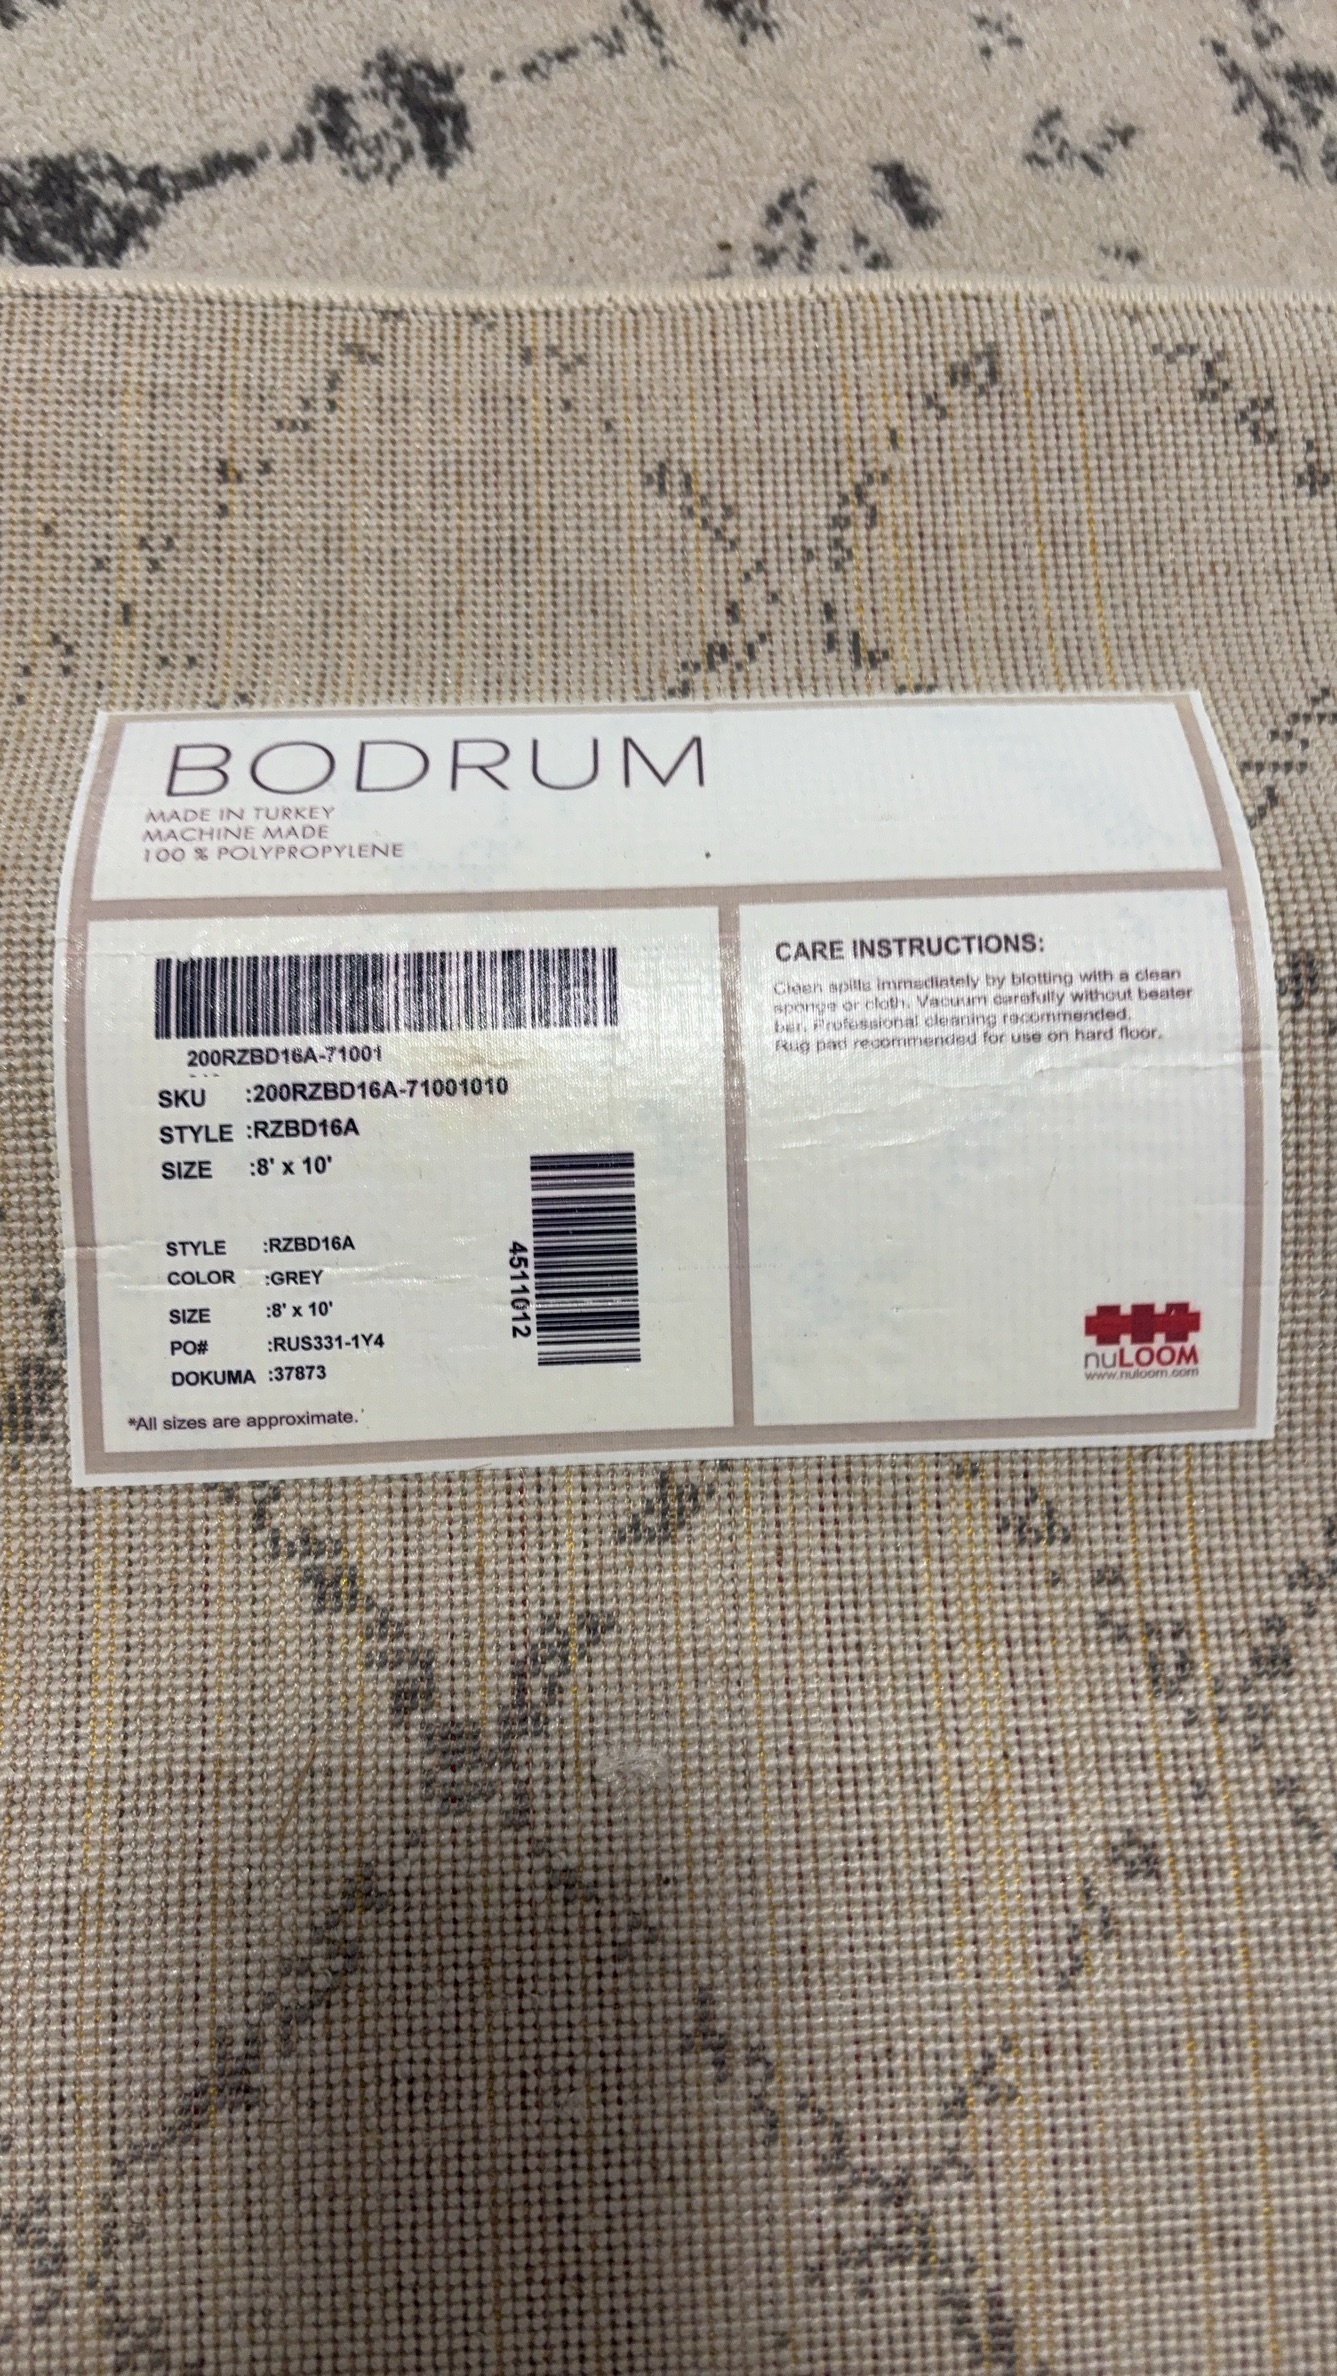 BODRUM
MADE IN TURKEY
MACHINE MADE
100 % POLYPROPYLENE
200RZBD16A-71001
SKU :200RZBD16A-71001010
STYLE :RZBD16A
SIZE :8' x 10'
STYLE :RZBD16A
COLOR :GREY
SIZE :8' x 10'
PO# :RUS331-1Y4
DOKUMA :37873
*All sizes are approximate.
4511012
CARE INSTRUCTIONS:
Clean spills immediately by blotting with a clean
sponge or cloth. Vacuum carefully without beater
bar. Professional cleaning recommended.
Rug pad recommended for use on hard floor.
nuLOOM
www.nuloom.com